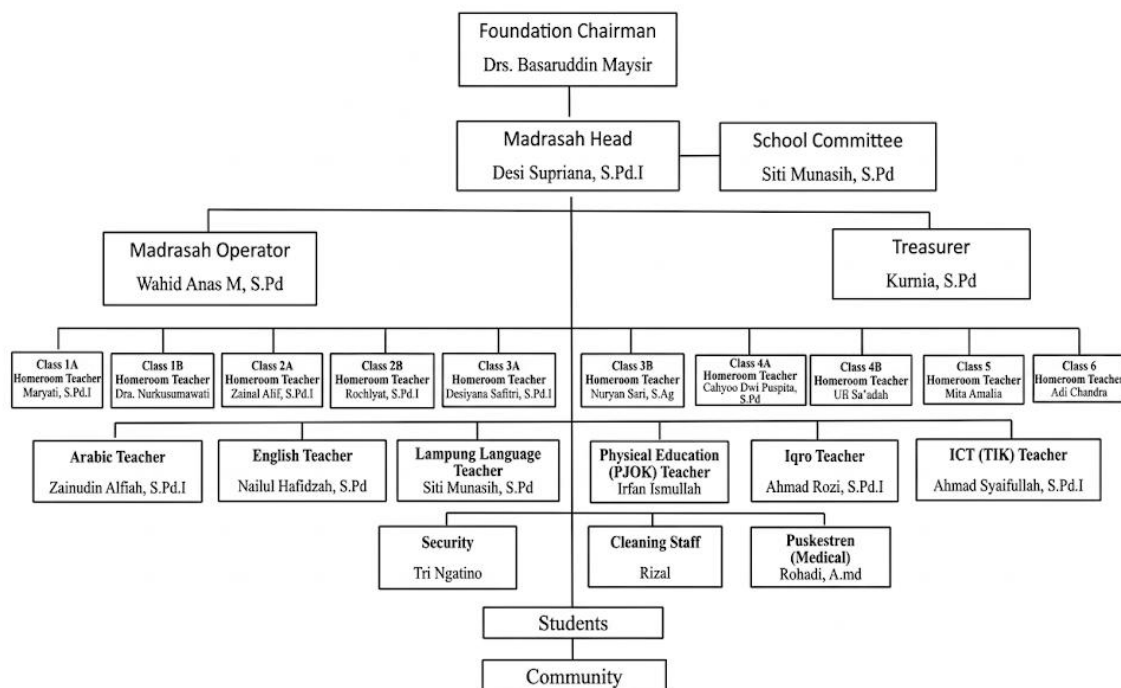 Foundation Chairman
Drs. Basaruddin Maysir
Madrasah Head
Desi Supriana, S.Pd.I
School Committee
Siti Munasih, S.Pd
Madrasah Operator
Wahid Anas M, S.Pd
Treasurer
Kurnia, S.Pd
Class 1A
Homeroom Teacher
Maryati, S.Pd.I
Class 1B
Homeroom Teacher
Dra. Nurkusumawati
Class 2A
Homeroom Teacher
Zainal Alif, S.Pd.I
Class 2B
Homeroom Teacher
Rochlyat, S.Pd.I
Class 3A
Homeroom Teacher
Desiyana Safitri, S.Pd.I
Class 3B
Homeroom Teacher
Nuryan Sari, S.Ag
Class 4A
Homeroom Teacher
Cahyoo Dwi Puspita,
S.Pd
Class 4B
Homeroom Teacher
Ulfi Sa'adah
Class 5
Homeroom Teacher
Mita Amalia
Class 6
Homeroom Teacher
Adi Chandra
Arabic Teacher
Zainudin Alfiah, S.Pd.I
English Teacher
Nailul Hafidzah, S.Pd
Lampung Language
Teacher
Siti Munasih, S.Pd
Physical Education
(PJOK) Teacher
Irfan Ismullah
Iqro Teacher
Ahmad Rozi, S.Pd.I
ICT (TIK) Teacher
Ahmad Syaifullah, S.Pd.I
Security
Tri Ngatino
Cleaning Staff
Rizal
Puskestren
(Medical)
Rohadi, A.md
Students
Community